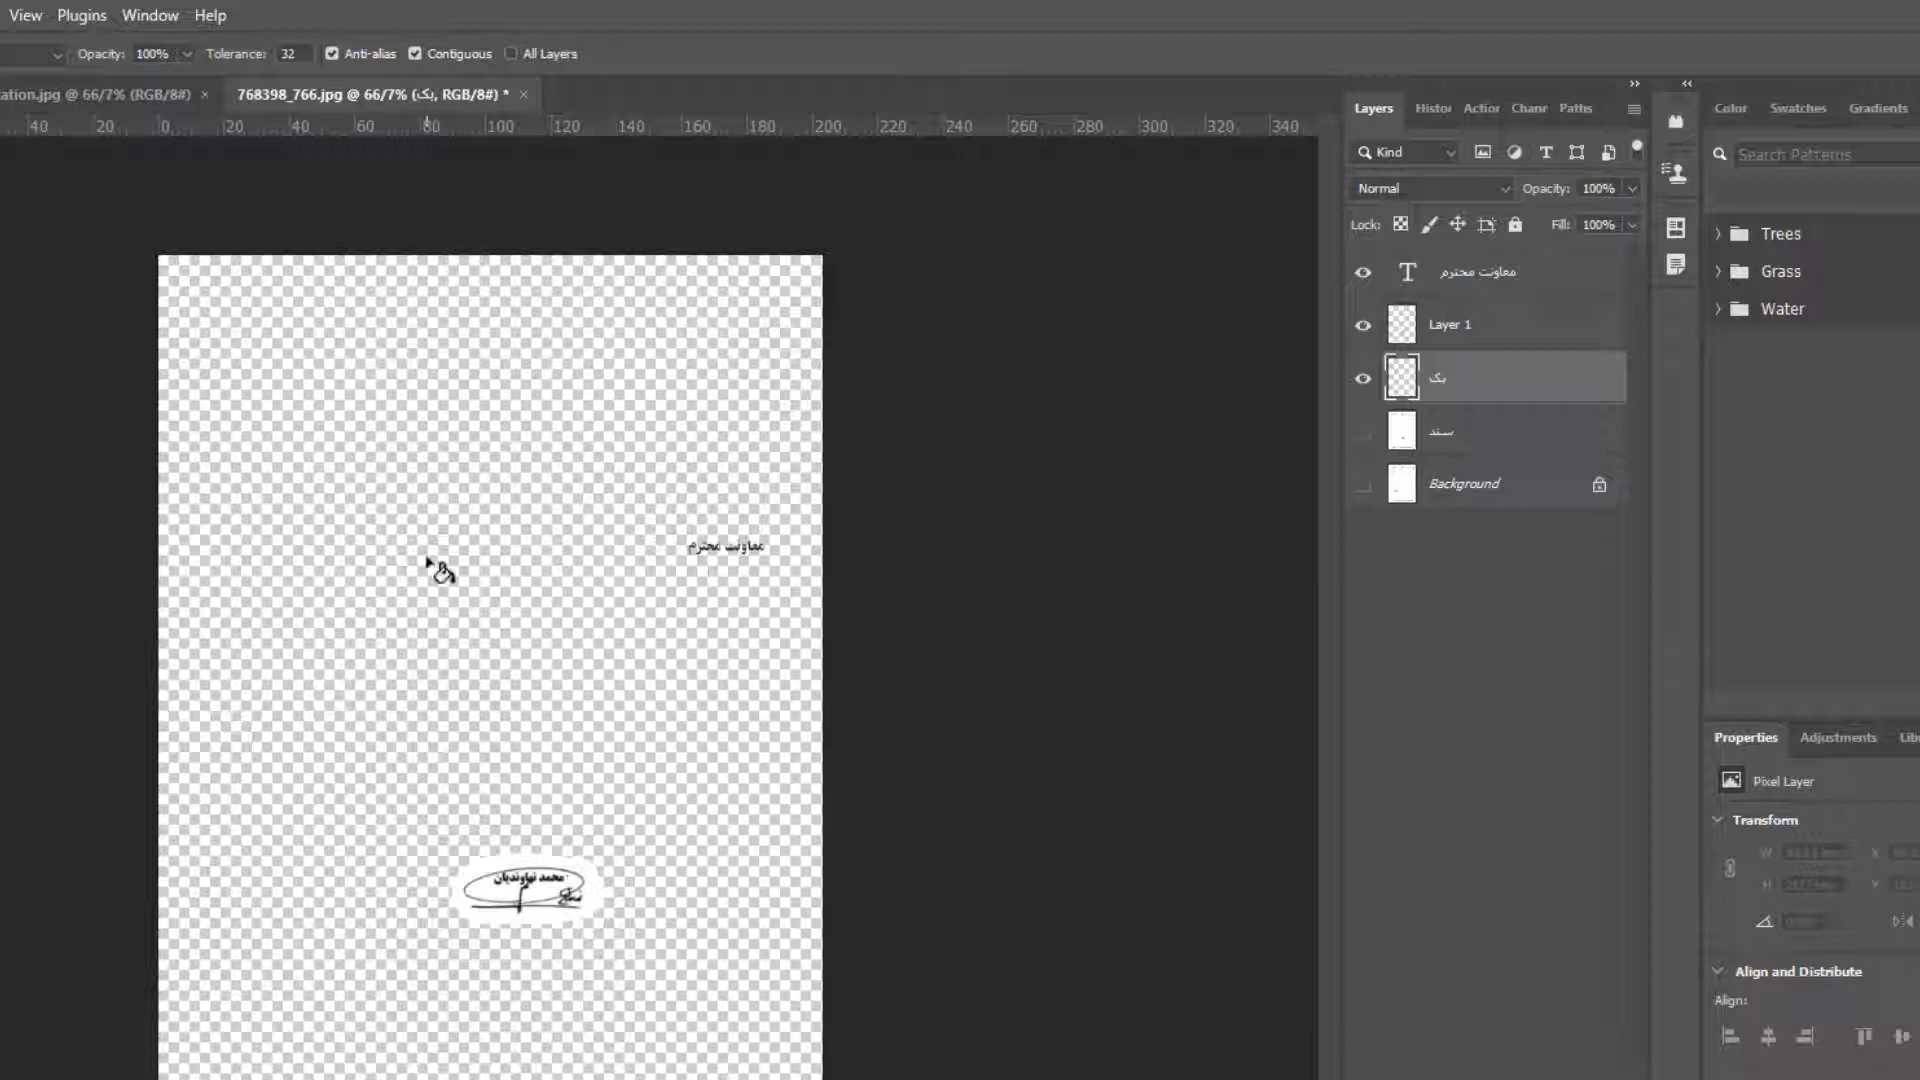 View Plugins Window Help
Opacity: 100% Tolerance: 32 Anti-alias Contiguous All Layers
ation.jpg @ 66/7% (RGB/8#) ×
768398_766.jpg @ 66/7% (بک, RGB/8#) * ×
40 20 0 20 40 60 80 100 120 140 160 180 200 220 240 260 280 300 320 340
Layers Histor Action Chann Paths
Kind
Normal Opacity: 100%
Lock: Fill: 100%
معاونت محترم
Layer 1
بک
سند
Background
Color Swatches Gradients
Search Patterns
Trees
Grass
Water
معاونت محترم
محمد نهاوندیان
Properties Adjustments Libr
Pixel Layer
Transform
W X
H Y
Align and Distribute
Align: